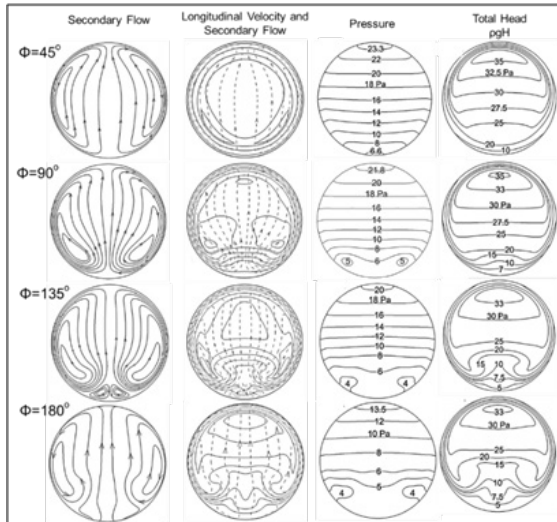 Secondary Flow
Longitudinal Velocity and
Secondary Flow
Pressure
Total Head
ρgH
Φ=45°
23.3
22
20
18 Pa
16
14
12
10
8
6.6
35
32.5 Pa
30
27.5
25
20 10
Φ=90°
21.8
20
18 Pa
16
14
12
10
8
5 6 5
35
33
30 Pa
27.5
25
20
15 10
7
Φ=135°
20
18 Pa
16
14
12
10
8
6
4 4
33
30 Pa
25
20
15 10
7.5
5
Φ=180°
13.5
12
10 Pa
8
6
5
4 4
33
30 Pa
25
20 15
10
7.5
5